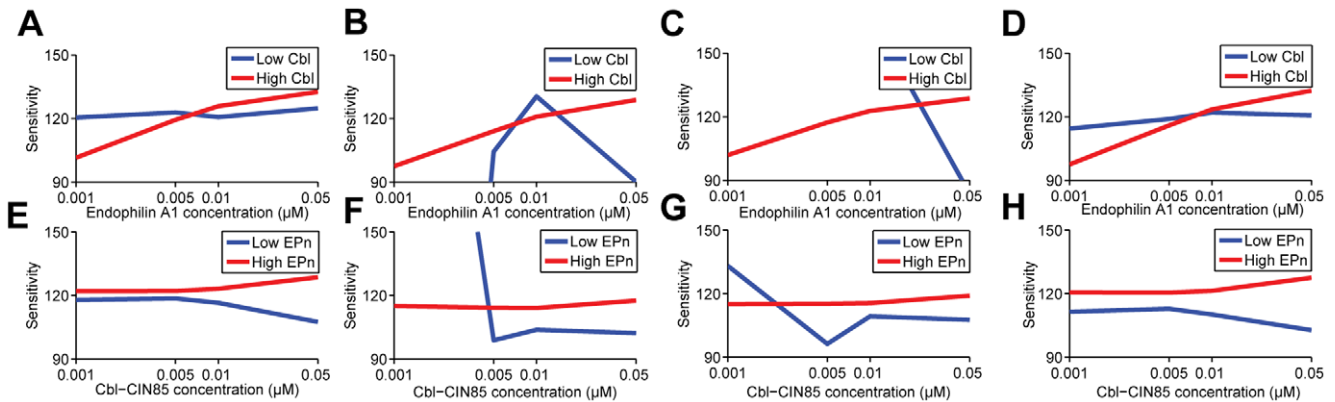 A
150
120
90
Sensitivity
Low Cbl
High Cbl
0.001
0.005
0.01
0.05
Endophilin A1 concentration (µM)
B
150
120
90
Sensitivity
Low Cbl
High Cbl
0.001
0.005
0.01
0.05
Endophilin A1 concentration (µM)
C
150
120
90
Sensitivity
Low Cbl
High Cbl
0.001
0.005
0.01
0.05
Endophilin A1 concentration (µM)
D
150
120
90
Sensitivity
Low Cbl
High Cbl
0.001
0.005
0.01
0.05
Endophilin A1 concentration (µM)
E
150
120
90
Sensitivity
Low EPn
High EPn
0.001
0.005
0.01
0.05
Cbl−CIN85 concentration (µM)
F
150
120
90
Sensitivity
Low EPn
High EPn
0.001
0.005
0.01
0.05
Cbl−CIN85 concentration (µM)
G
150
120
90
Sensitivity
Low EPn
High EPn
0.001
0.005
0.01
0.05
Cbl−CIN85 concentration (µM)
H
150
120
90
Sensitivity
Low EPn
High EPn
0.001
0.005
0.01
0.05
Cbl−CIN85 concentration (µM)